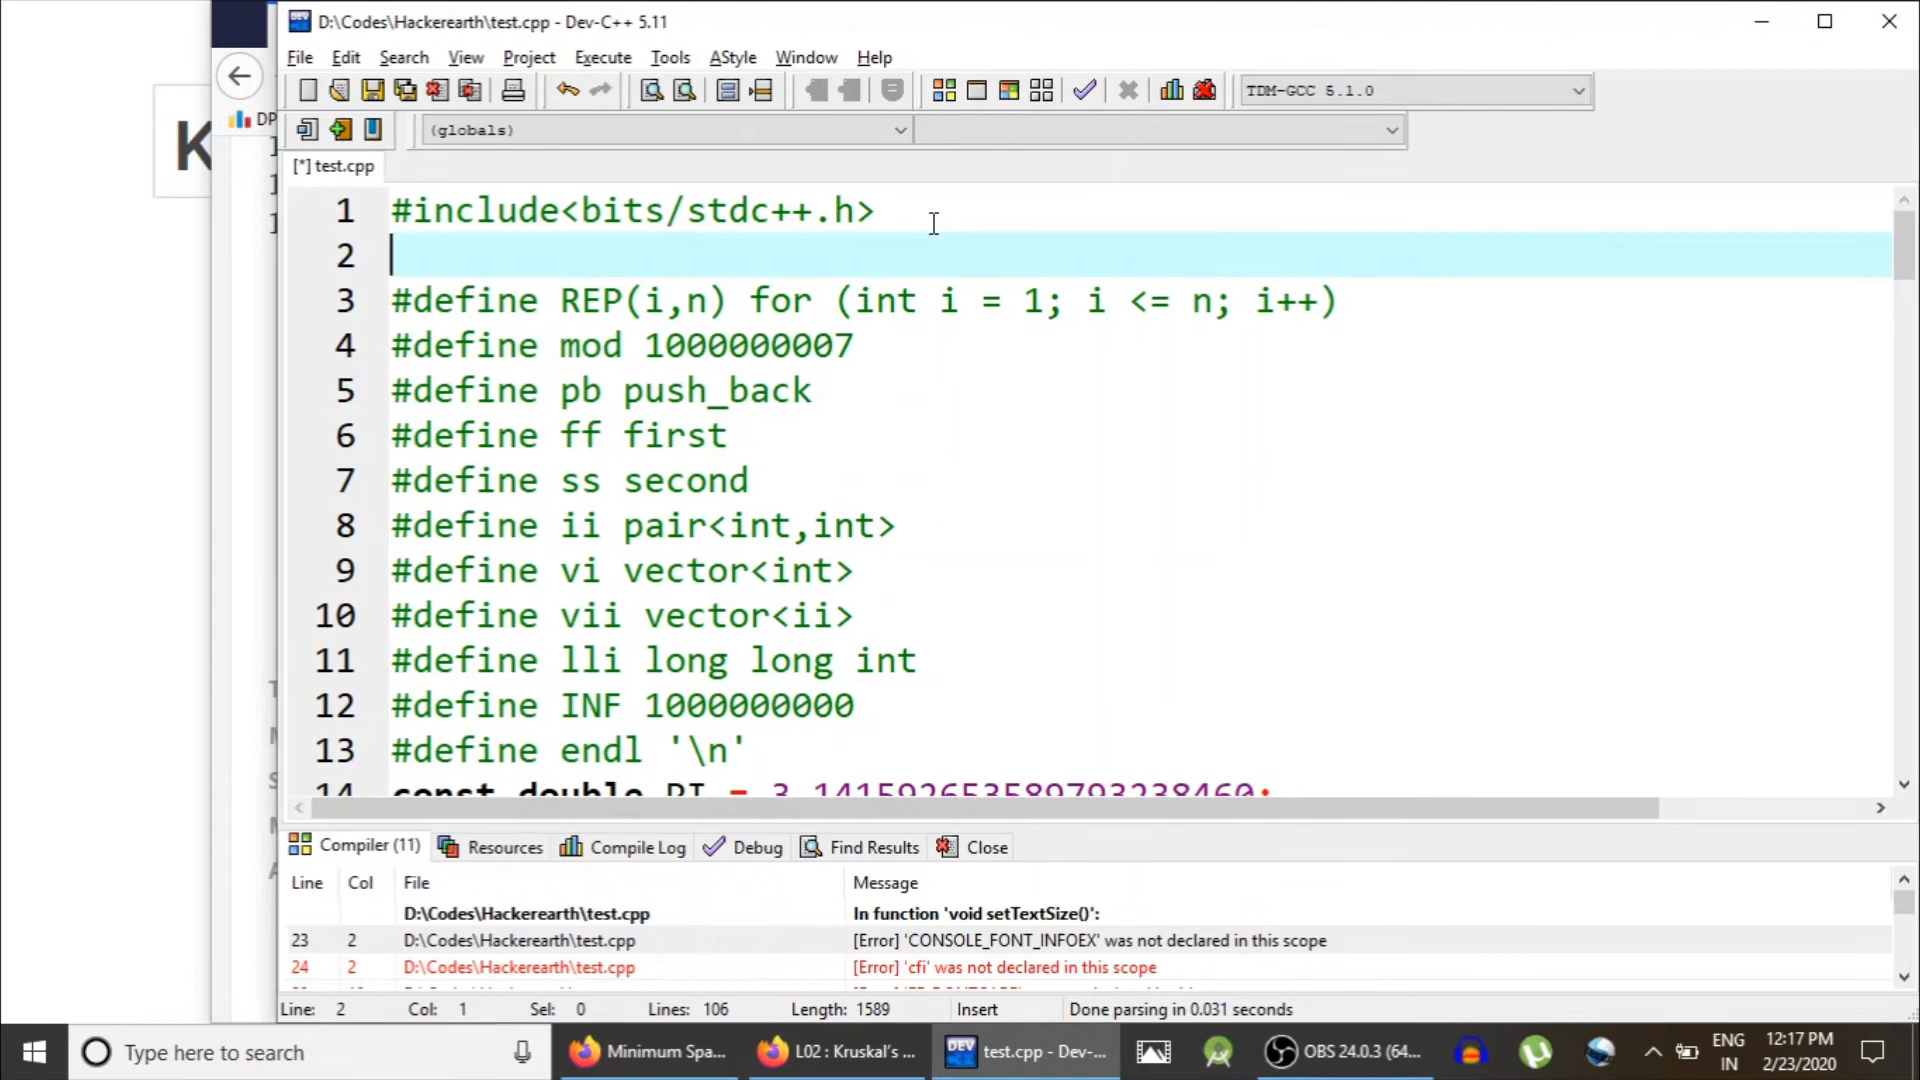 D:\Codes\Hackerearth\test.cpp - Dev-C++ 5.11
File Edit Search View Project Execute Tools AStyle Window Help
TDM-GCC 5.1.0
DP
(globals)
K
[*] test.cpp
1 #include<bits/stdc++.h>
2
3 #define REP(i,n) for (int i = 1; i <= n; i++)
4 #define mod 1000000007
5 #define pb push_back
6 #define ff first
7 #define ss second
8 #define ii pair<int,int>
9 #define vi vector<int>
10 #define vii vector<ii>
11 #define lli long long int
12 #define INF 1000000000
13 #define endl '\n'
14 const double PI = 3.141592653589793238460;
Compiler (11) Resources Compile Log Debug Find Results Close
Line Col File Message
D:\Codes\Hackerearth\test.cpp In function 'void setTextSize()':
23 2 D:\Codes\Hackerearth\test.cpp [Error] 'CONSOLE_FONT_INFOEX' was not declared in this scope
24 2 D:\Codes\Hackerearth\test.cpp [Error] 'cfi' was not declared in this scope
Line: 2 Col: 1 Sel: 0 Lines: 106 Length: 1589 Insert Done parsing in 0.031 seconds
Type here to search
Minimum Spa...
L02 : Kruskal's ...
DEV
test.cpp - Dev-...
OBS 24.0.3 (64...
ENG
IN
12:17 PM
2/23/2020